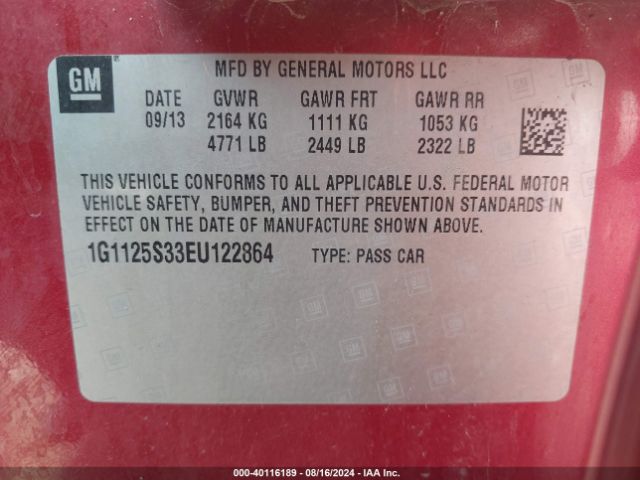 GM
MFD BY GENERAL MOTORS LLC
DATE GVWR GAWR FRT GAWR RR
09/13 2164 KG 1111 KG 1053 KG
4771 LB 2449 LB 2322 LB
THIS VEHICLE CONFORMS TO ALL APPLICABLE U.S. FEDERAL MOTOR
VEHICLE SAFETY, BUMPER, AND THEFT PREVENTION STANDARDS IN
EFFECT ON THE DATE OF MANUFACTURE SHOWN ABOVE.
1G1125S33EU122864 TYPE: PASS CAR
000-40116189 - 08/16/2024 - IAA Inc.